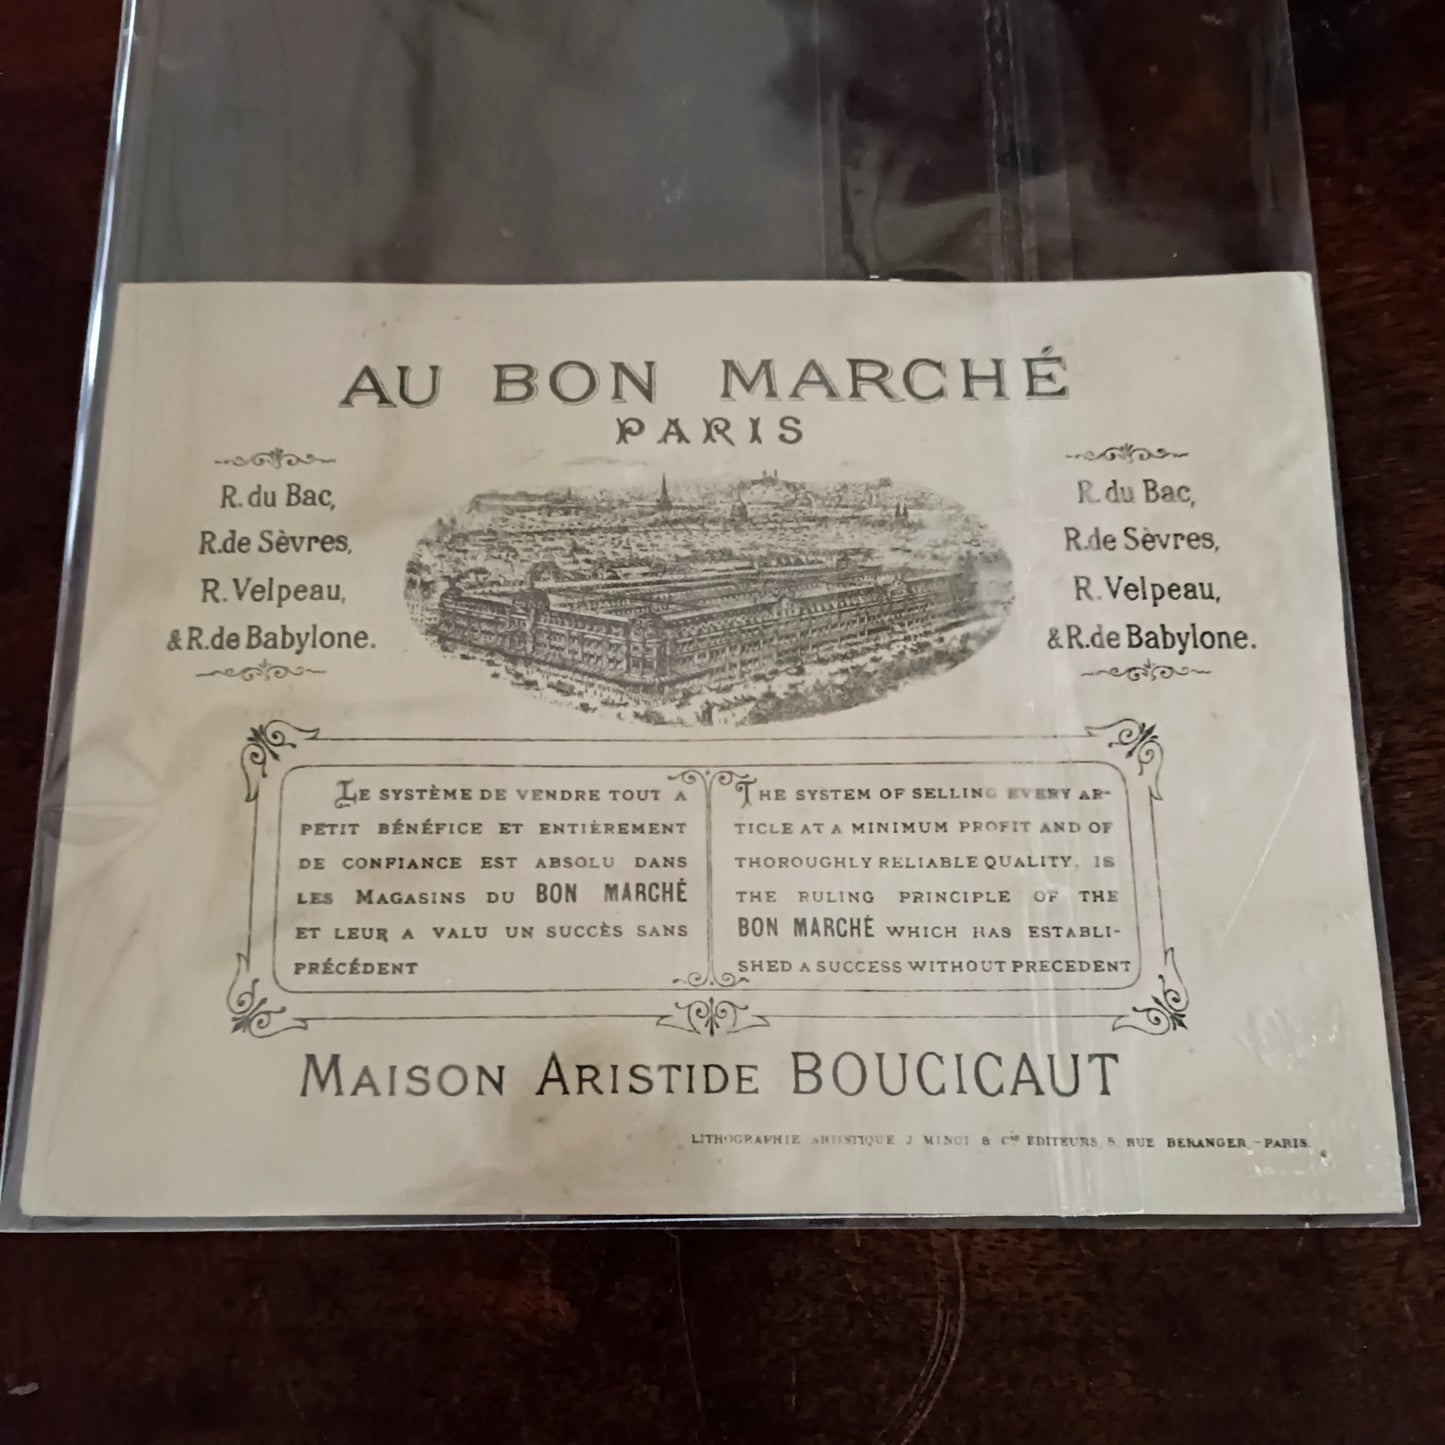 AU BON MARCHÉ
PARIS
R. du Bac,
R. de Sèvres,
R. Velpeau,
& R. de Babylone.
R. du Bac,
R. de Sèvres,
R. Velpeau,
& R. de Babylone.
LE SYSTÈME DE VENDRE TOUT A
PETIT BÉNÉFICE ET ENTIÈREMENT
DE CONFIANCE EST ABSOLU DANS
LES MAGASINS DU BON MARCHÉ
ET LEUR A VALU UN SUCCÈS SANS
PRÉCÉDENT
THE SYSTEM OF SELLING EVERY AR-
TICLE AT A MINIMUM PROFIT AND OF
THOROUGHLY RELIABLE QUALITY, IS
THE RULING PRINCIPLE OF THE
BON MARCHÉ WHICH HAS ESTABLI-
SHED A SUCCESS WITHOUT PRECEDENT
MAISON ARISTIDE BOUCICAUT
LITHOGRAPHIE ARTISTIQUE J MINOT & Cie EDITEURS, 5, RUE BERANGER - PARIS.